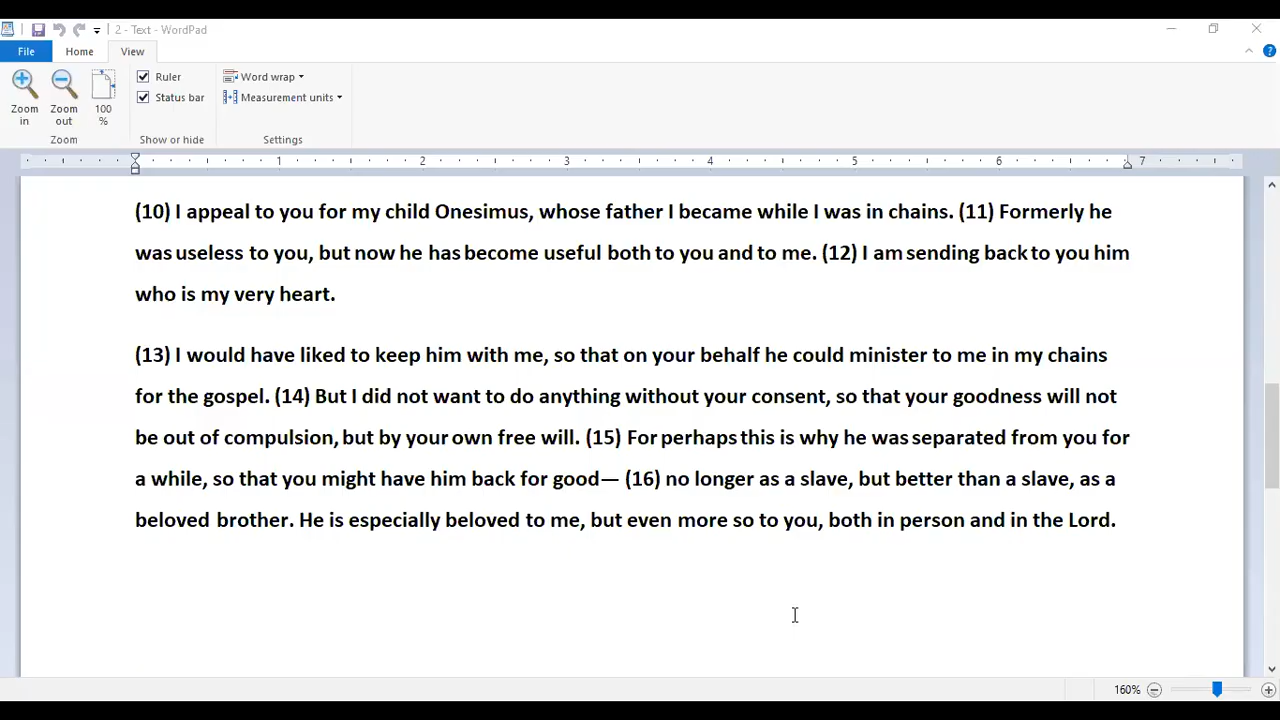 2 - Text - WordPad
File Home View
Zoom in
Zoom out
100 %
Ruler
Status bar
Word wrap
Measurement units
Zoom
Show or hide
Settings
1 2 3 4 5 6 7
(10) I appeal to you for my child Onesimus, whose father I became while I was in chains. (11) Formerly he
was useless to you, but now he has become useful both to you and to me. (12) I am sending back to you him
who is my very heart.
(13) I would have liked to keep him with me, so that on your behalf he could minister to me in my chains
for the gospel. (14) But I did not want to do anything without your consent, so that your goodness will not
be out of compulsion, but by your own free will. (15) For perhaps this is why he was separated from you for
a while, so that you might have him back for good— (16) no longer as a slave, but better than a slave, as a
beloved brother. He is especially beloved to me, but even more so to you, both in person and in the Lord.
160%